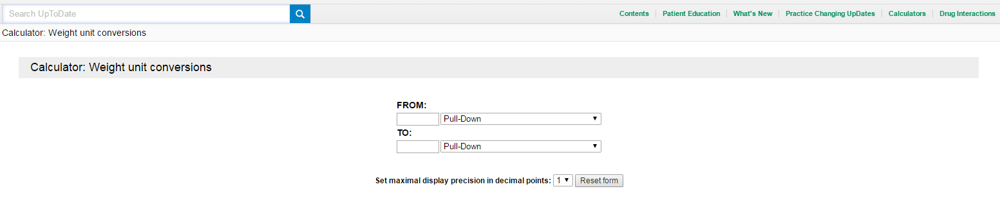 Search UpToDate
Contents Patient Education What's New Practice Changing UpDates Calculators Drug Interactions
Calculator: Weight unit conversions
Calculator: Weight unit conversions
FROM:
Pull-Down
TO:
Pull-Down
Set maximal display precision in decimal points: 1 Reset form